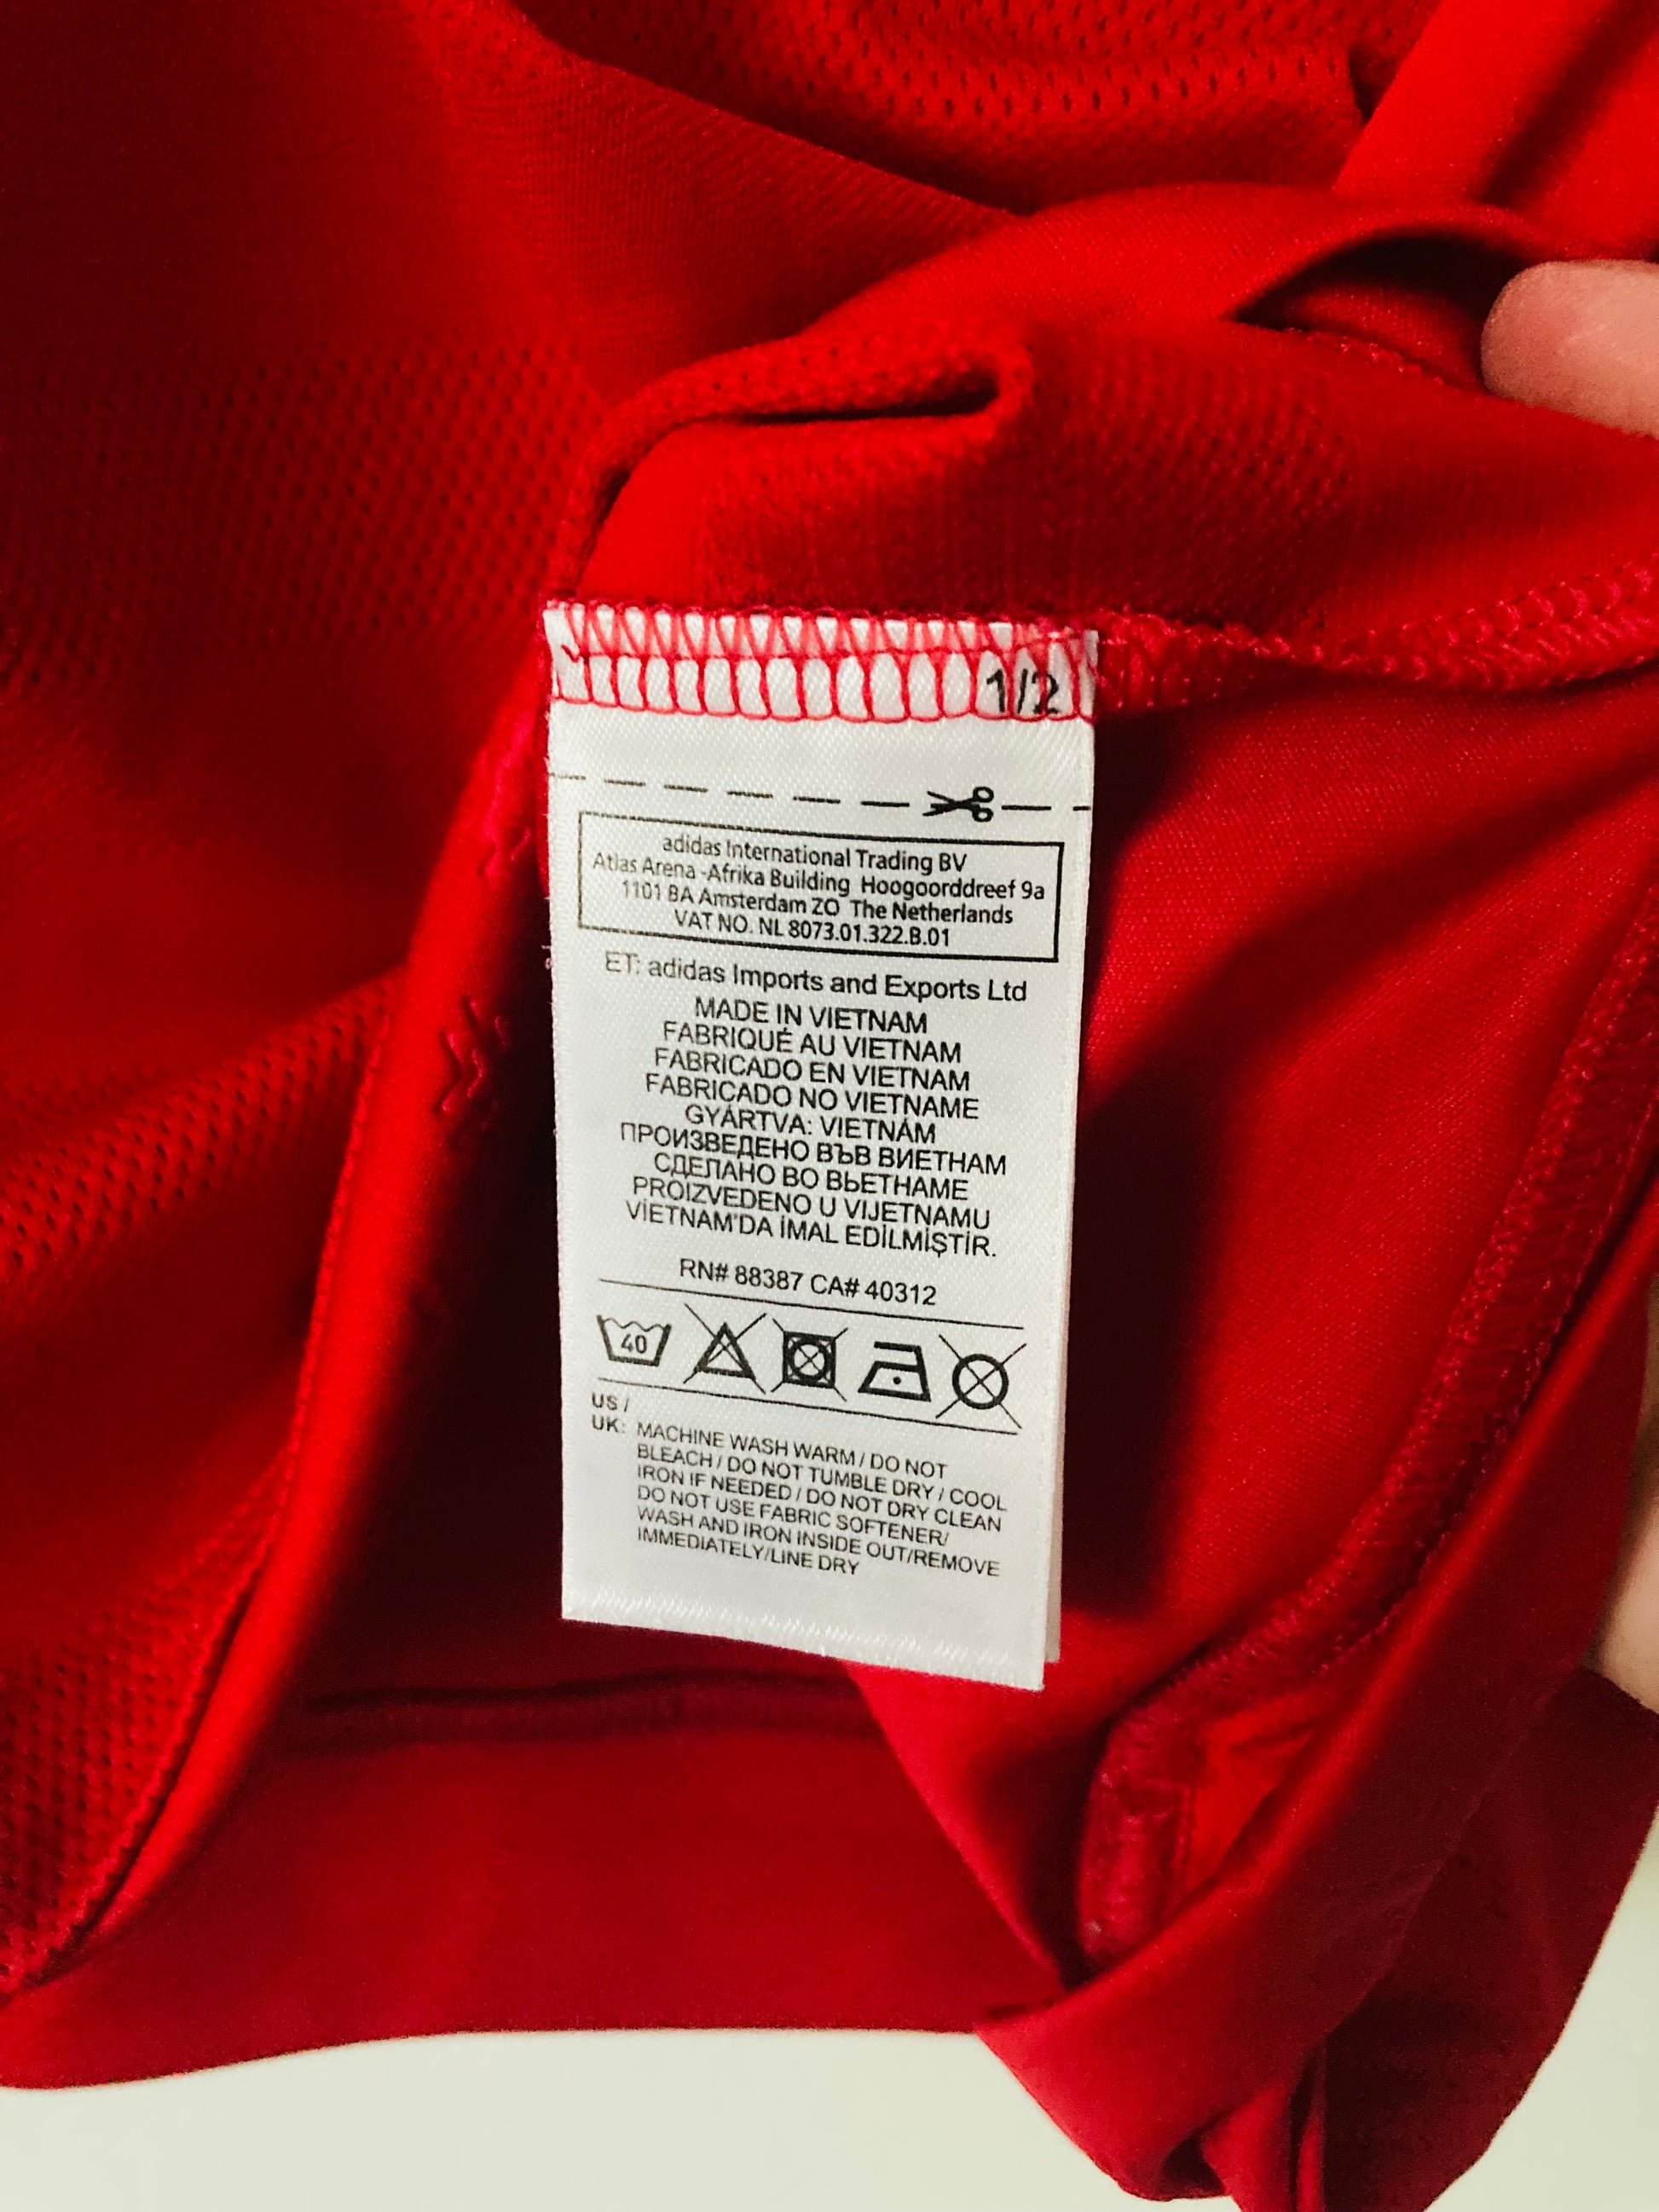 1/2
adidas International Trading BV
Atlas Arena -Afrika Building Hoogoorddreef 9a
1101 BA Amsterdam ZO The Netherlands
VAT NO. NL 8073.01.322.B.01
ET: adidas Imports and Exports Ltd
MADE IN VIETNAM
FABRIQUÉ AU VIETNAM
FABRICADO EN VIETNAM
FABRICADO NO VIETNAME
GYÁRTVA: VIETNÁM
ПРОИЗВЕДЕНО ВЪВ ВИЕТНАМ
СДЕЛАНО ВО ВЬЕТНАМЕ
PROIZVEDENO U VIJETNAMU
VİETNAM'DA İMAL EDİLMİŞTİR.
RN# 88387 CA# 40312
40
US /
UK: MACHINE WASH WARM / DO NOT
BLEACH / DO NOT TUMBLE DRY / COOL
IRON IF NEEDED / DO NOT DRY CLEAN
DO NOT USE FABRIC SOFTENER/
WASH AND IRON INSIDE OUT/REMOVE
IMMEDIATELY/LINE DRY